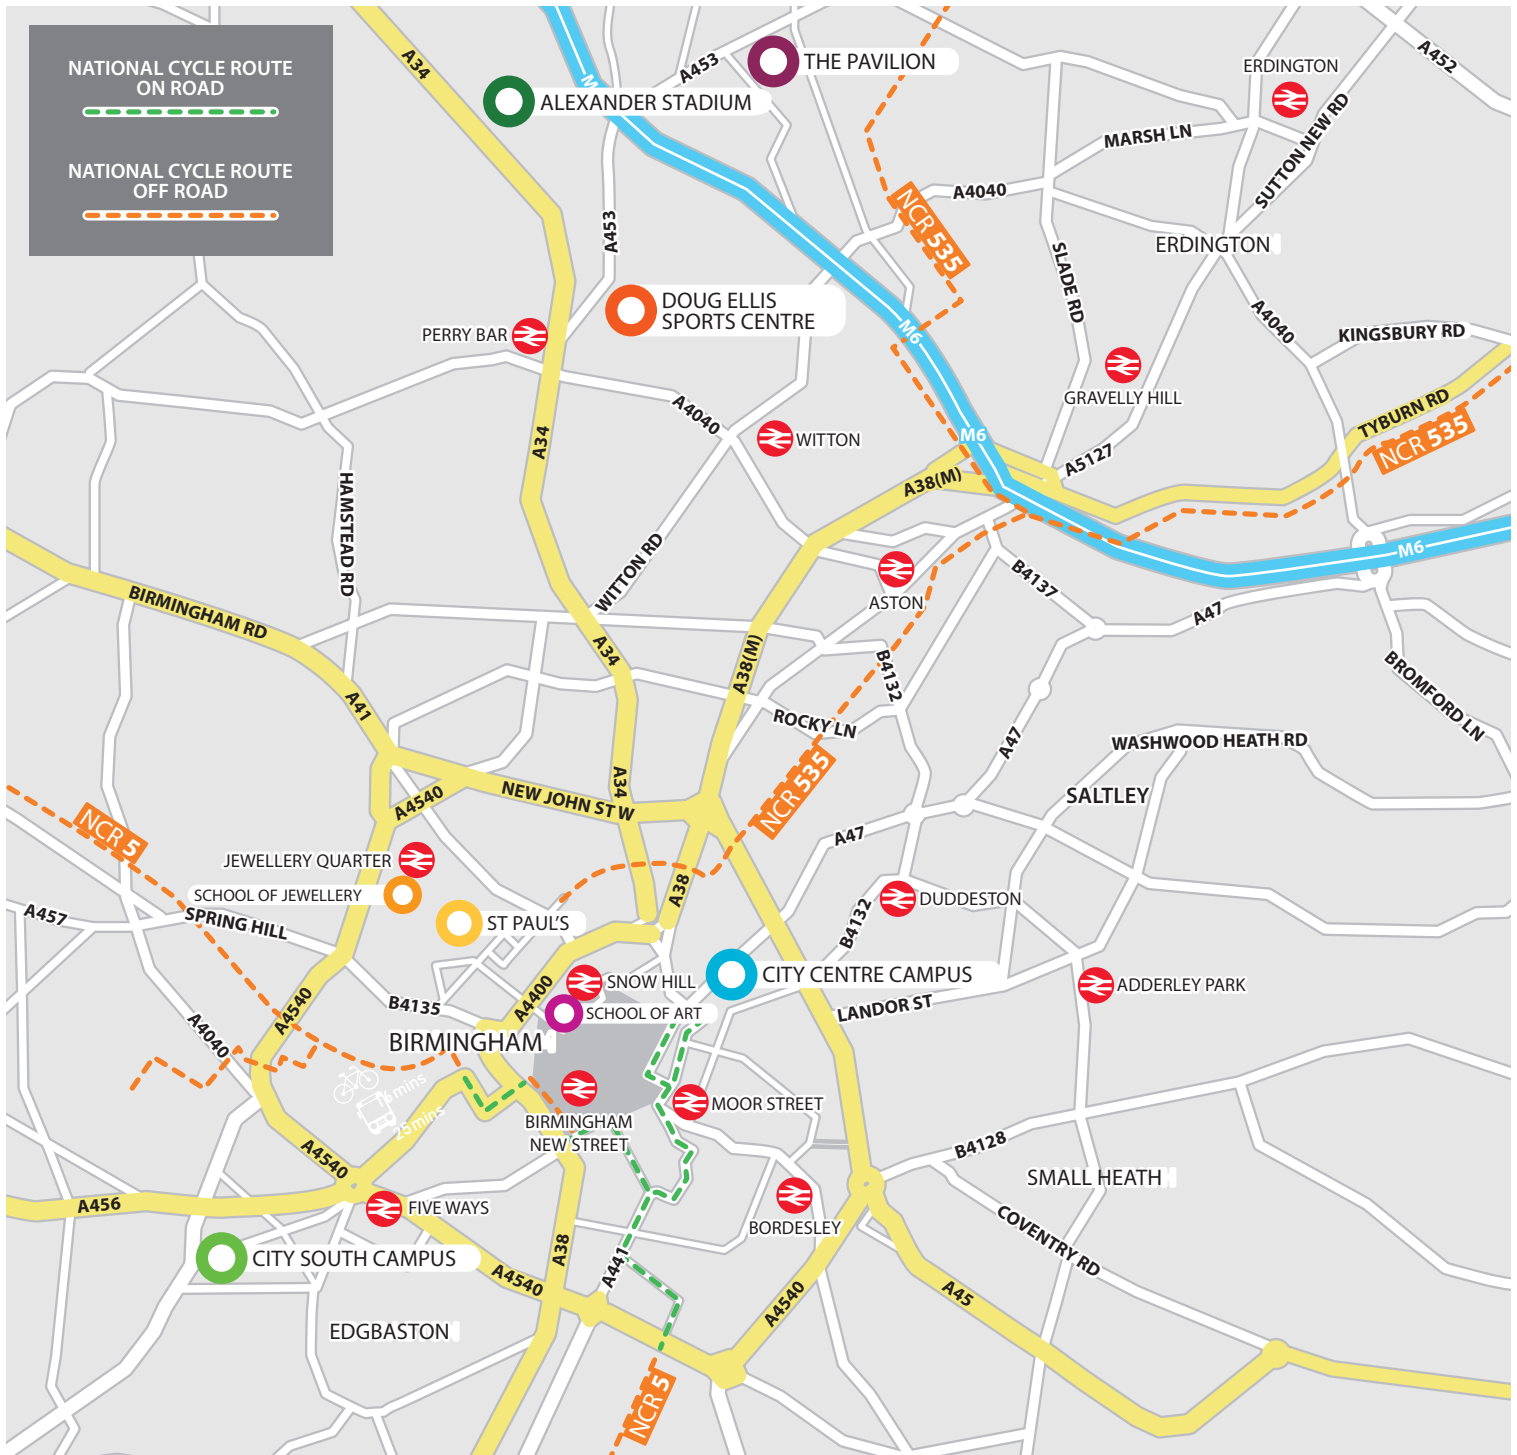 NATIONAL CYCLE ROUTE
ON ROAD
NATIONAL CYCLE ROUTE
OFF ROAD
A34
M
A453
THE PAVILION
ALEXANDER STADIUM
A452
ERDINGTON
MARSH LN
SUTTON NEW RD
A4040
NCR 535
A453
ERDINGTON
SLADE RD
DOUG ELLIS
SPORTS CENTRE
PERRY BAR
M6
A4040
KINGSBURY RD
GRAVELLY HILL
TYBURN RD
NCR 535
A4040
WITTON
A34
M6
A5127
A38(M)
HAMSTEAD RD
WITTON RD
M6
ASTON
B4137
A47
BIRMINGHAM RD
A34
A38(M)
B4132
BROMFORD LN
A41
ROCKY LN
A47
WASHWOOD HEATH RD
A34
NCR 535
SALTLEY
A4540
NEW JOHN ST W
NCR 5
A47
JEWELLERY QUARTER
SCHOOL OF JEWELLERY
A38
DUDDESTON
A457
SPRING HILL
ST PAUL'S
B4132
SNOW HILL
CITY CENTRE CAMPUS
ADDERLEY PARK
A4400
A4540
B4135
SCHOOL OF ART
LANDOR ST
A4040
BIRMINGHAM
mins
25mins
MOOR STREET
BIRMINGHAM
NEW STREET
A4540
B4128
SMALL HEATH
A456
FIVE WAYS
BORDESLEY
COVENTRY RD
CITY SOUTH CAMPUS
A38
A441
A4540
A4540
A45
EDGBASTON
NCR 5